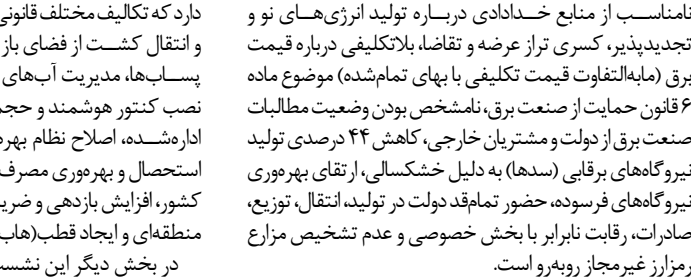 نامناسب از منابع خدادادی درباره تولید انرژی‌های نو و
تجدیدپذیر، کسری تراز عرضه و تقاضا، بلاتکلیفی درباره قیمت
برق (مابه‌التفاوت قیمت تکلیفی با بهای تمام‌شده) موضوع ماده
۶ قانون حمایت از صنعت برق، نامشخص بودن وضعیت مطالبات
صنعت برق از دولت و مشتریان خارجی، کاهش ۴۴ درصدی تولید
نیروگاه‌های برقابی (سدها) به دلیل خشکسالی، ارتقای بهره‌وری
نیروگاه‌های فرسوده، حضور تمام‌قد دولت در تولید، انتقال، توزیع،
صادرات، رقابت نابرابر با بخش خصوصی و عدم تشخیص مزارع
رمزارز غیرمجاز روبه‌رو است.
دارد که تکالیف مختلف قانونی
و انتقال کشت از فضای باز
پساب‌ها، مدیریت آب‌های
نصب کنتور هوشمند و حجم
اداره‌شده، اصلاح نظام بهره
استحصال و بهره‌وری مصرف
کشور، افزایش بازدهی و ضریب
منطقه‌ای و ایجاد قطب(هاب
در بخش دیگر این نشست